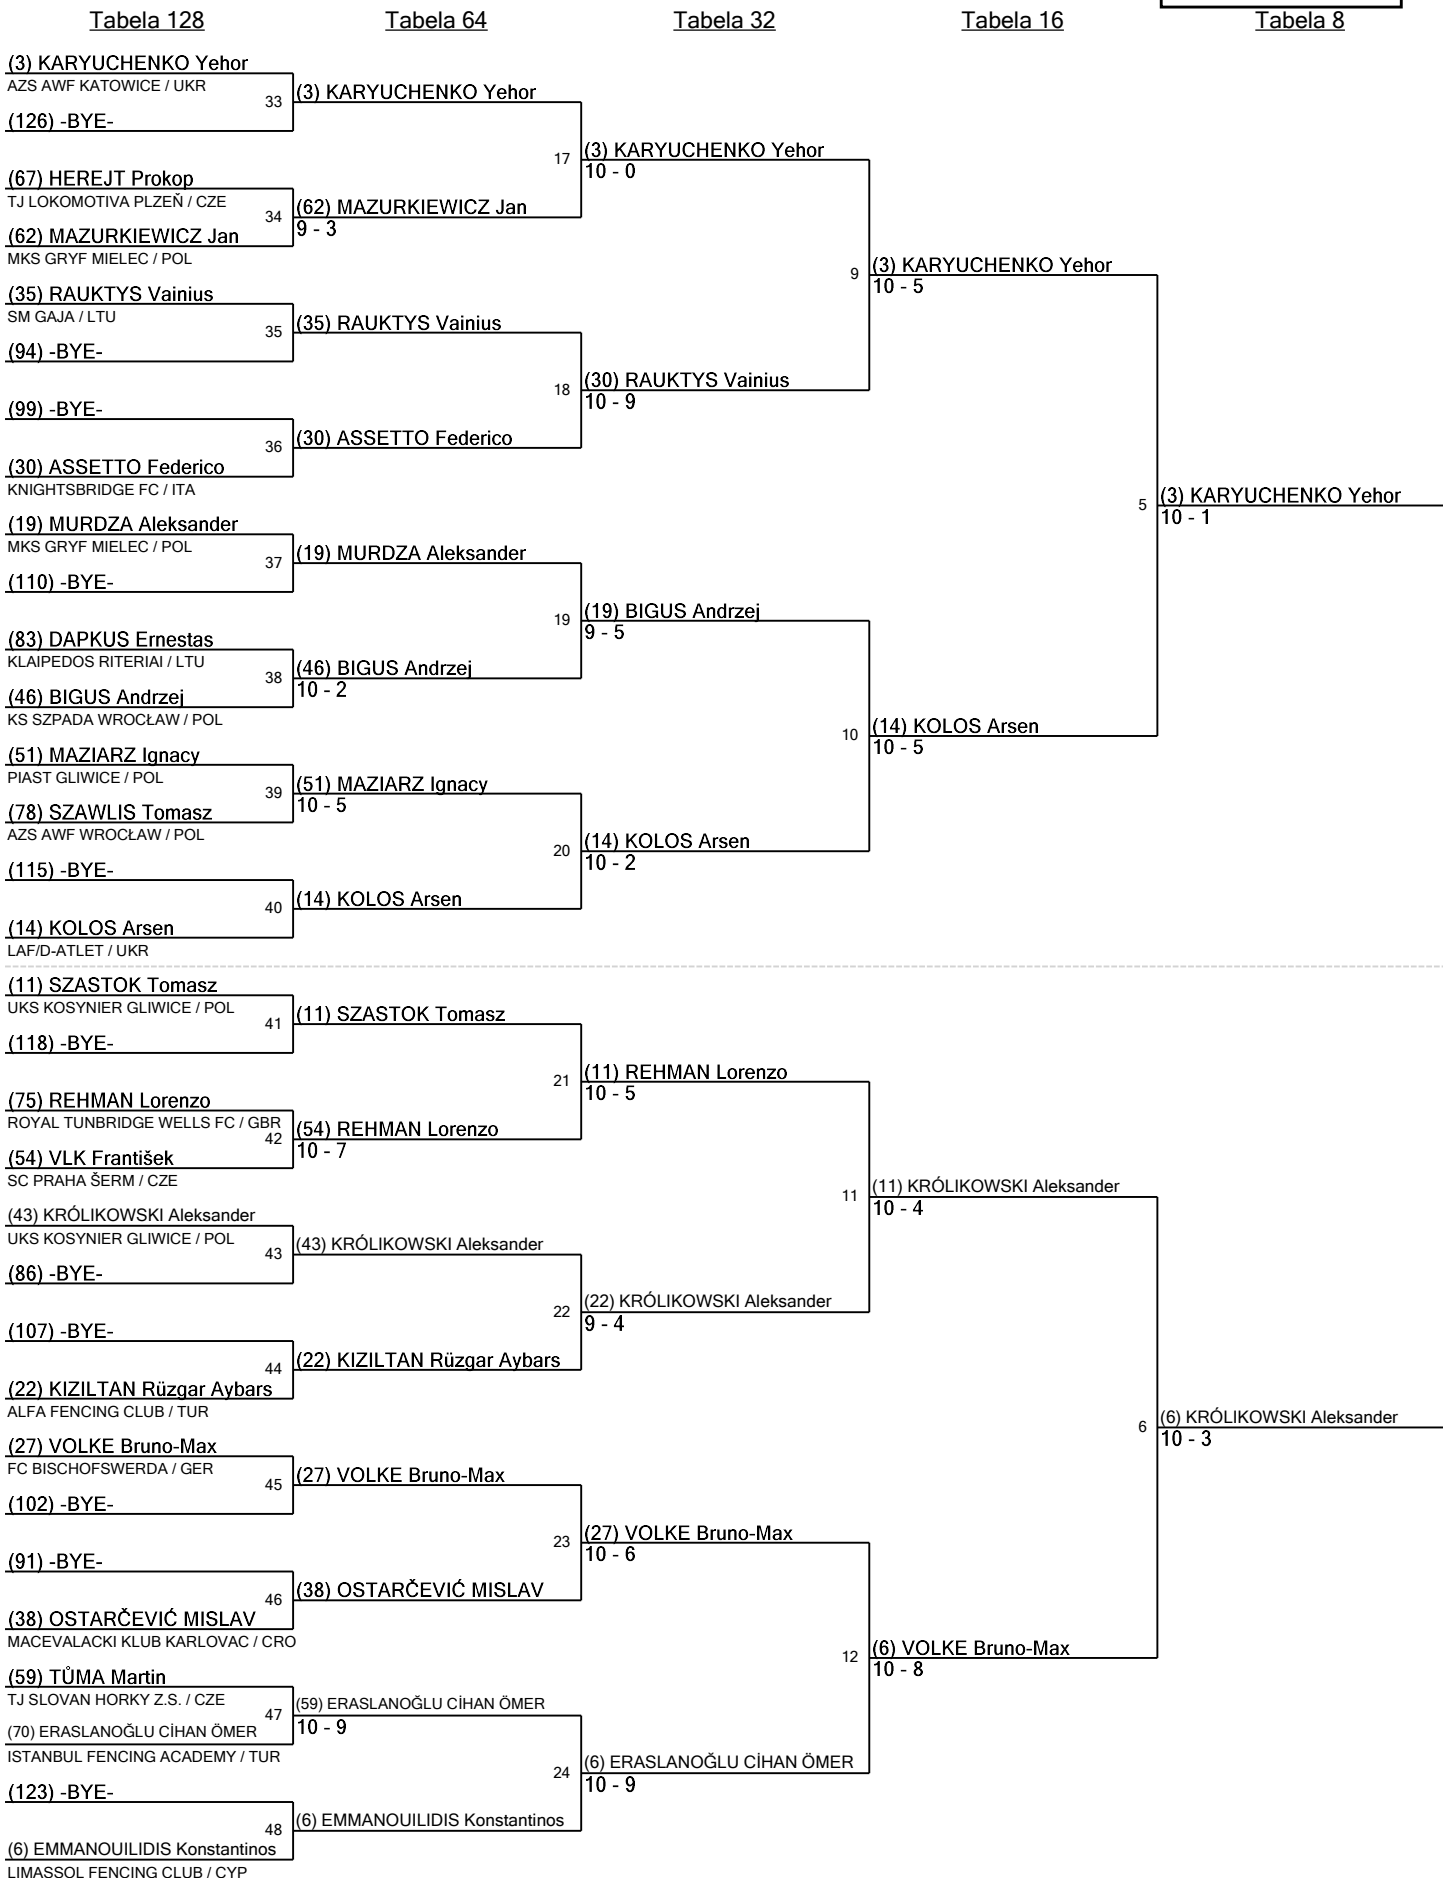 Tabela 128
Tabela 64
Tabela 32
Tabela 16
Tabela 8
(3) KARYUCHENKO Yehor
AZS AWF KATOWICE / UKR
33
(3) KARYUCHENKO Yehor
(126) -BYE-
17
(3) KARYUCHENKO Yehor
10 - 0
(67) HEREJT Prokop
TJ LOKOMOTIVA PLZEŇ / CZE
34
(62) MAZURKIEWICZ Jan
9 - 3
(62) MAZURKIEWICZ Jan
MKS GRYF MIELEC / POL
9
(3) KARYUCHENKO Yehor
10 - 5
(35) RAUKTYS Vainius
SM GAJA / LTU
35
(35) RAUKTYS Vainius
(94) -BYE-
18
(30) RAUKTYS Vainius
10 - 9
(99) -BYE-
36
(30) ASSETTO Federico
(30) ASSETTO Federico
KNIGHTSBRIDGE FC / ITA
5
(3) KARYUCHENKO Yehor
10 - 1
(19) MURDZA Aleksander
MKS GRYF MIELEC / POL
37
(19) MURDZA Aleksander
(110) -BYE-
19
(19) BIGUS Andrzej
9 - 5
(83) DAPKUS Ernestas
KLAIPEDOS RITERIAI / LTU
38
(46) BIGUS Andrzej
10 - 2
(46) BIGUS Andrzej
KS SZPADA WROCŁAW / POL
10
(14) KOLOS Arsen
10 - 5
(51) MAZIARZ Ignacy
PIAST GLIWICE / POL
39
(51) MAZIARZ Ignacy
10 - 5
(78) SZAWLIS Tomasz
AZS AWF WROCŁAW / POL
20
(14) KOLOS Arsen
10 - 2
(115) -BYE-
40
(14) KOLOS Arsen
(14) KOLOS Arsen
LAF/D-ATLET / UKR
(11) SZASTOK Tomasz
UKS KOSYNIER GLIWICE / POL
41
(11) SZASTOK Tomasz
(118) -BYE-
21
(11) REHMAN Lorenzo
10 - 5
(75) REHMAN Lorenzo
ROYAL TUNBRIDGE WELLS FC / GBR
42
(54) REHMAN Lorenzo
10 - 7
(54) VLK František
SC PRAHA ŠERM / CZE
11
(11) KRÓLIKOWSKI Aleksander
10 - 4
(43) KRÓLIKOWSKI Aleksander
UKS KOSYNIER GLIWICE / POL
43
(43) KRÓLIKOWSKI Aleksander
(86) -BYE-
22
(22) KRÓLIKOWSKI Aleksander
9 - 4
(107) -BYE-
44
(22) KIZILTAN Rüzgar Aybars
(22) KIZILTAN Rüzgar Aybars
ALFA FENCING CLUB / TUR
6
(6) KRÓLIKOWSKI Aleksander
10 - 3
(27) VOLKE Bruno-Max
FC BISCHOFSWERDA / GER
45
(27) VOLKE Bruno-Max
(102) -BYE-
23
(27) VOLKE Bruno-Max
10 - 6
(91) -BYE-
46
(38) OSTARČEVIĆ MISLAV
(38) OSTARČEVIĆ MISLAV
MACEVALACKI KLUB KARLOVAC / CRO
12
(6) VOLKE Bruno-Max
10 - 8
(59) TŮMA Martin
TJ SLOVAN HORKY Z.S. / CZE
47
(59) ERASLANOĞLU CİHAN ÖMER
10 - 9
(70) ERASLANOĞLU CİHAN ÖMER
ISTANBUL FENCING ACADEMY / TUR
24
(6) ERASLANOĞLU CİHAN ÖMER
10 - 9
(123) -BYE-
48
(6) EMMANOUILIDIS Konstantinos
(6) EMMANOUILIDIS Konstantinos
LIMASSOL FENCING CLUB / CYP